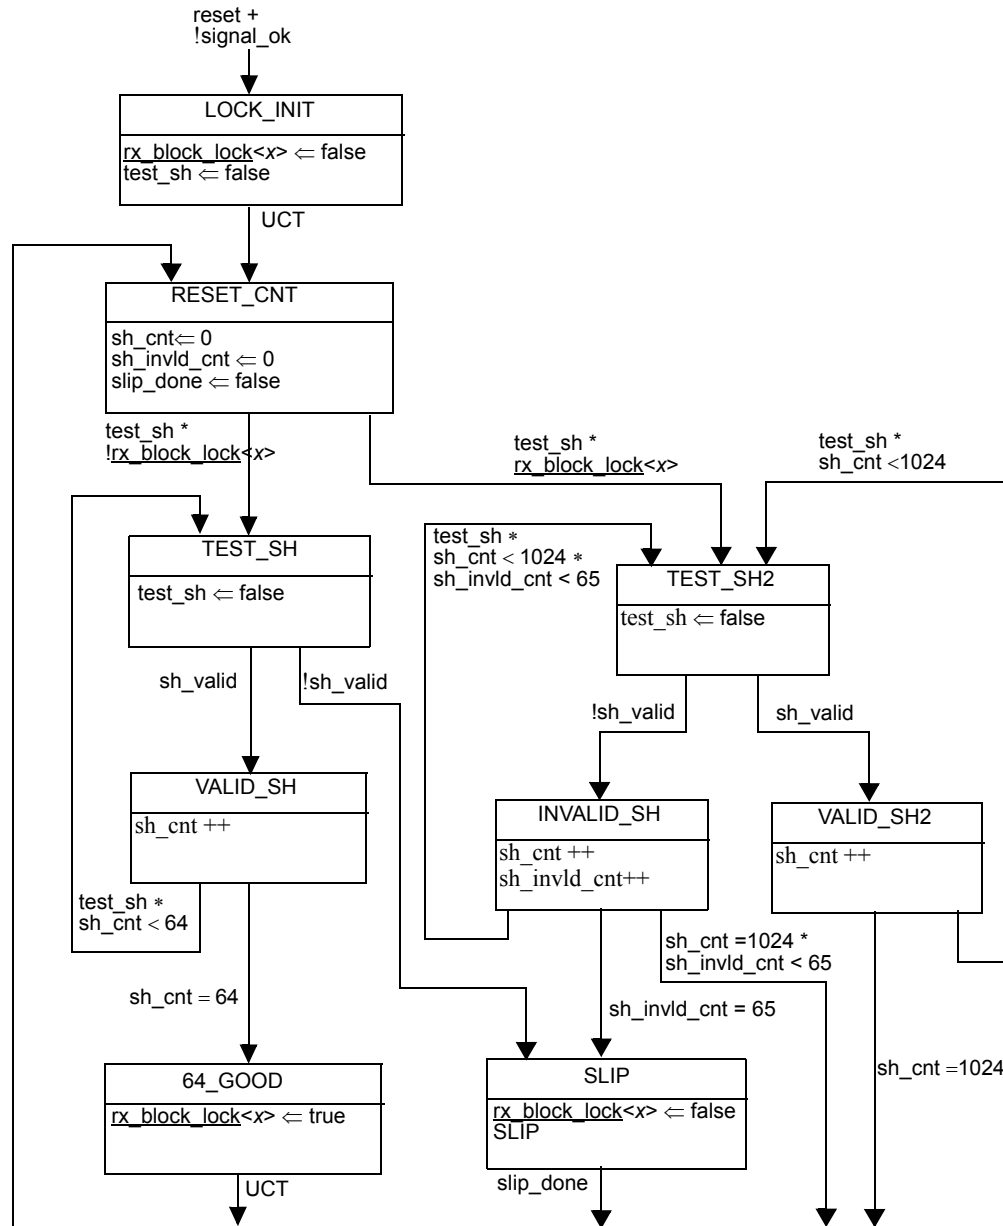 reset +
!signal_ok
LOCK_INIT
rx_block_lock<x> ⇐ false
test_sh ⇐ false
UCT
RESET_CNT
sh_cnt⇐ 0
sh_invld_cnt ⇐ 0
slip_done ⇐ false
test_sh *
!rx_block_lock<x>
test_sh *
rx_block_lock<x>
test_sh *
sh_cnt <1024
TEST_SH
test_sh ⇐ false
test_sh *
sh_cnt < 1024 *
sh_invld_cnt < 65
TEST_SH2
test_sh ⇐ false
sh_valid
!sh_valid
!sh_valid
sh_valid
VALID_SH
sh_cnt ++
INVALID_SH
sh_cnt ++
sh_invld_cnt++
VALID_SH2
sh_cnt ++
test_sh *
sh_cnt < 64
sh_cnt =1024 *
sh_invld_cnt < 65
sh_cnt = 64
sh_invld_cnt = 65
sh_cnt =1024
64_GOOD
rx_block_lock<x> ⇐ true
SLIP
rx_block_lock<x> ⇐ false
SLIP
UCT
slip_done